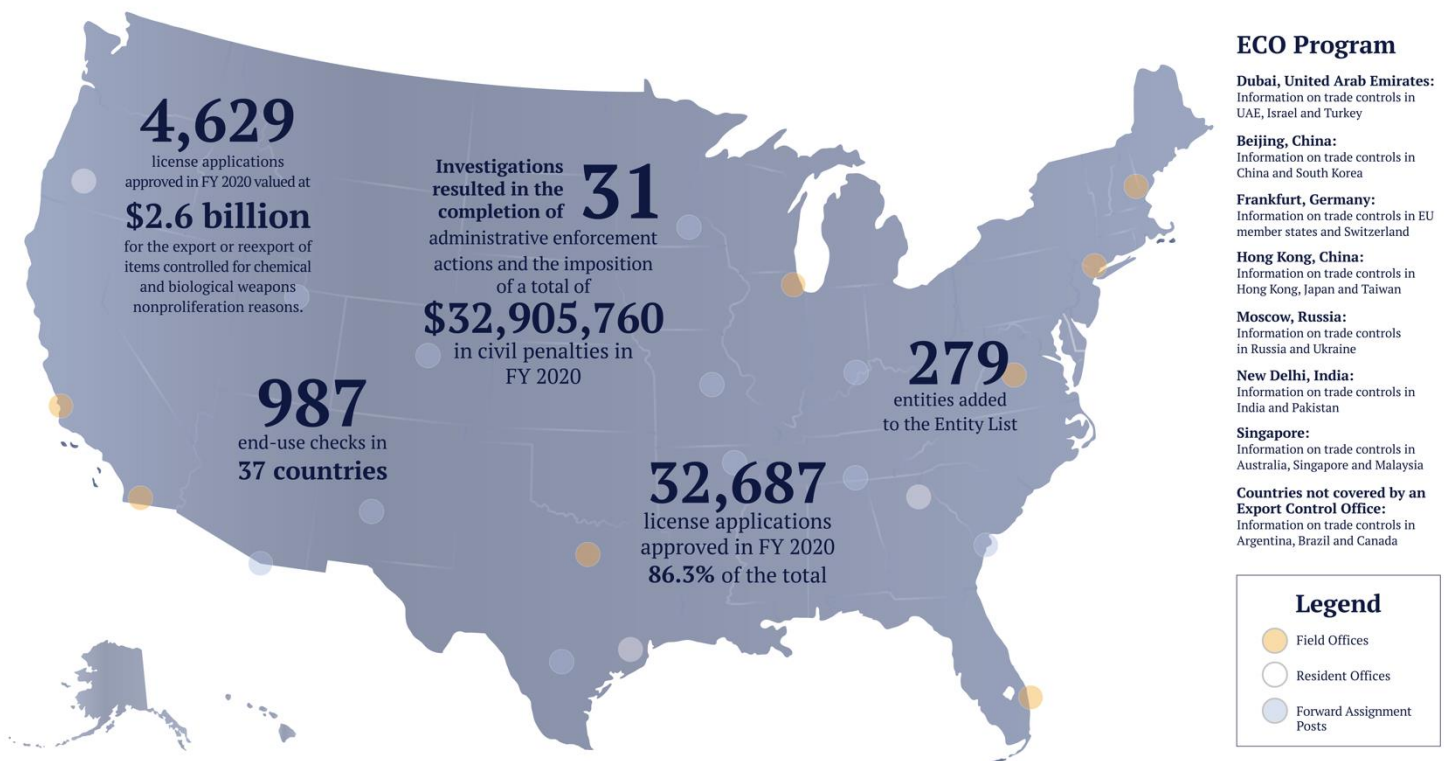 4,629
license applications
approved in FY 2020 valued at
$2.6 billion
for the export or reexport of
items controlled for chemical
and biological weapons
nonproliferation reasons.
Investigations
resulted in the
completion of
31
administrative enforcement
actions and the imposition
of a total of
$32,905,760
in civil penalties in
FY 2020
987
end-use checks in
37 countries
279
entities added
to the Entity List
32,687
license applications
approved in FY 2020
86.3% of the total
ECO Program
Dubai, United Arab Emirates:
Information on trade controls in
UAE, Israel and Turkey
Beijing, China:
Information on trade controls in
China and South Korea
Frankfurt, Germany:
Information on trade controls in EU
member states and Switzerland
Hong Kong, China:
Information on trade controls in
Hong Kong, Japan and Taiwan
Moscow, Russia:
Information on trade controls
in Russia and Ukraine
New Delhi, India:
Information on trade controls in
India and Pakistan
Singapore:
Information on trade controls in
Australia, Singapore and Malaysia
Countries not covered by an
Export Control Office:
Information on trade controls in
Argentina, Brazil and Canada
Legend
Field Offices
Resident Offices
Forward Assignment
Posts